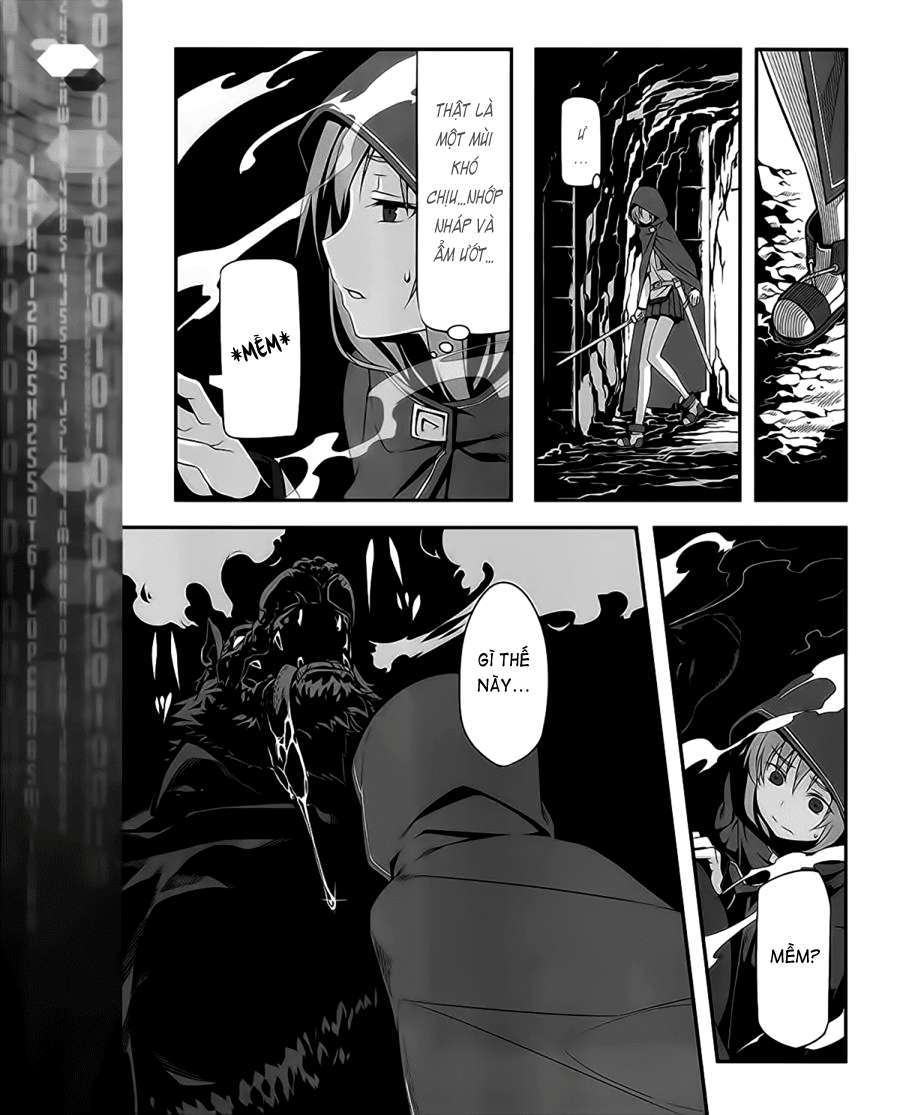 Ư
...
THẬT LÀ
MỘT MÙI
KHÓ
CHỊU...NHỚP
NHÁP VÀ
ẨM ƯỚT...
*MỀM*
MỀM?
GÌ THẾ
NÀY...